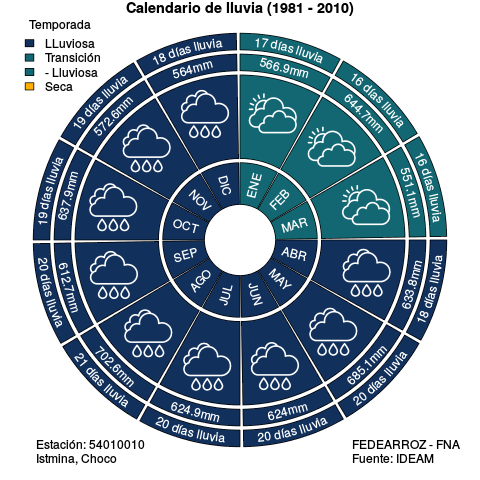 Calendario de lluvia (1981 - 2010)
Temporada
LLuviosa
Transición
- Lluviosa
Seca
17 días lluvia
566.9mm
ENE
16 días lluvia
644.7mm
FEB
16 días lluvia
551.1mm
MAR
18 días lluvia
633.8mm
ABR
20 días lluvia
685.1mm
MAY
20 días lluvia
624mm
JUN
20 días lluvia
624.9mm
JUL
21 días lluvia
702.6mm
AGO
20 días lluvia
612.7mm
SEP
19 días lluvia
637.9mm
OCT
19 días lluvia
572.6mm
NOV
18 días lluvia
564mm
DIC
Estación: 54010010
Istmina, Choco
FEDEARROZ - FNA
Fuente: IDEAM